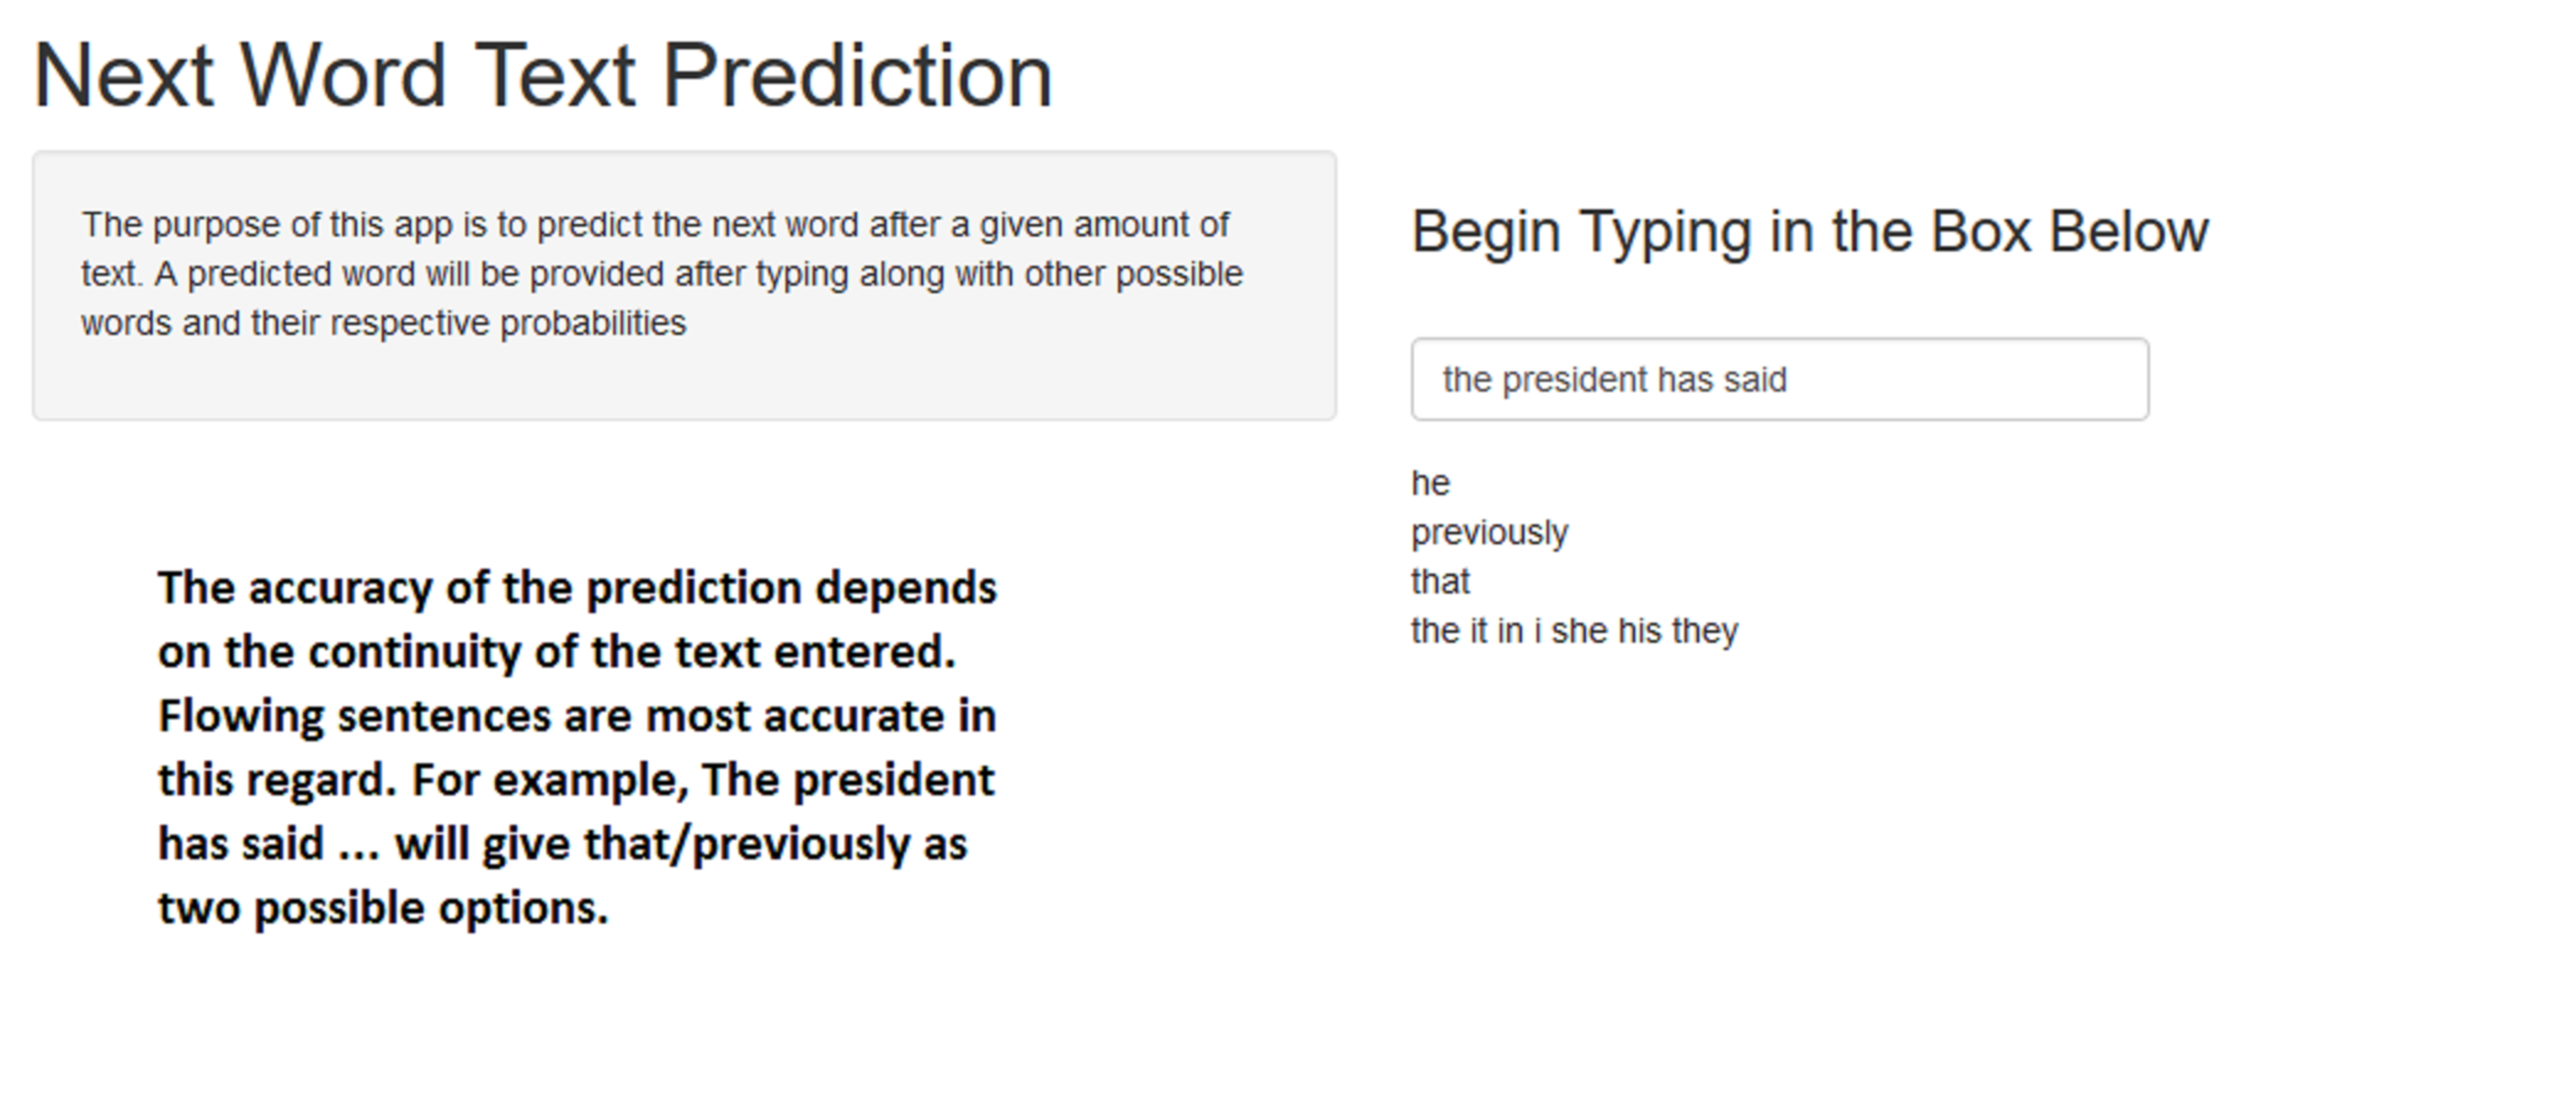 Next Word Text Prediction
The purpose of this app is to predict the next word after a given amount of
text. A predicted word will be provided after typing along with other possible
words and their respective probabilities
The accuracy of the prediction depends
on the continuity of the text entered.
Flowing sentences are most accurate in
this regard. For example, The president
has said ... will give that/previously as
two possible options.
Begin Typing in the Box Below
the president has said
he
previously
that
the it in i she his they